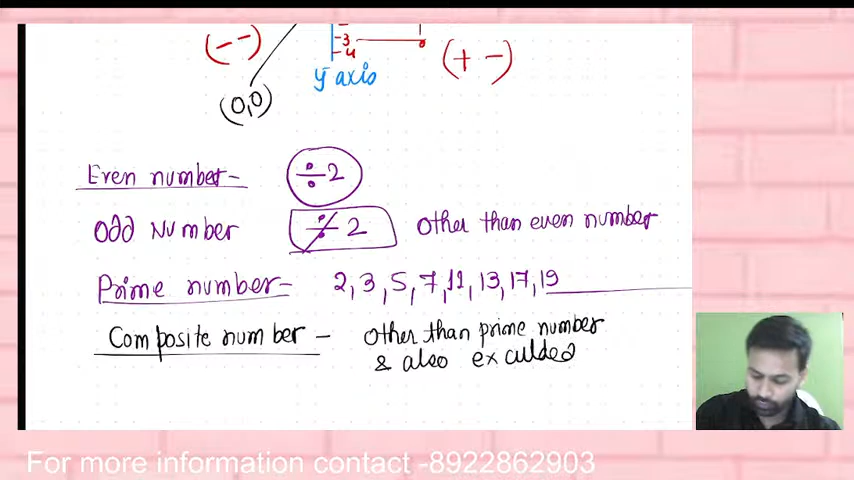 (- -)
-3
-4
(+ -)
y axis
(0,0)
Even number- ÷2
Odd Number ÷ 2 Other than even number
Prime number- 2, 3, 5, 7, 11, 13, 17, 19
Composite number - Other than prime number
& also exculded
For more information contact -8922862903